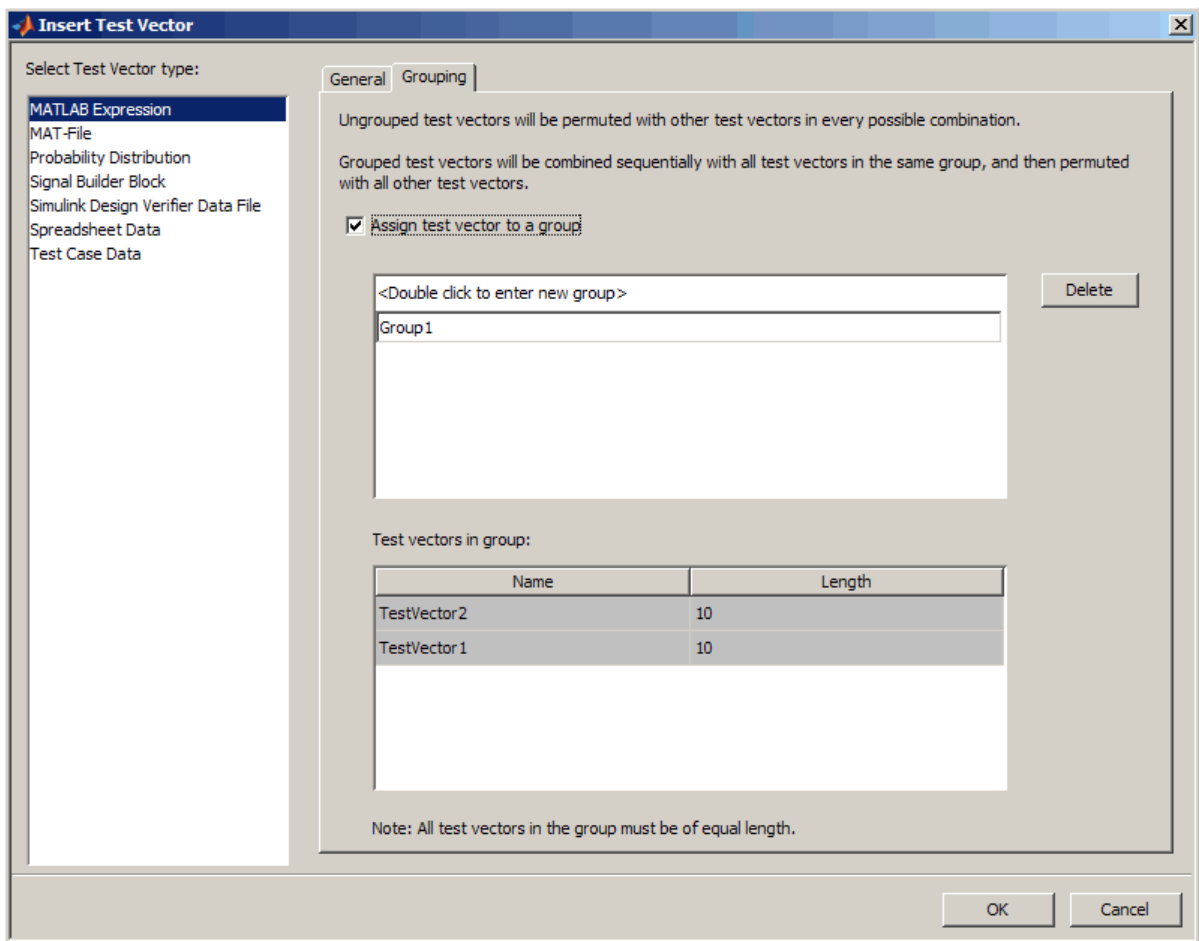 Insert Test Vector
Select Test Vector type:
MATLAB Expression
MAT-File
Probability Distribution
Signal Builder Block
Simulink Design Verifier Data File
Spreadsheet Data
Test Case Data
General
Grouping
Ungrouped test vectors will be permuted with other test vectors in every possible combination.
Grouped test vectors will be combined sequentially with all test vectors in the same group, and then permuted
with all other test vectors.
Assign test vector to a group
<Double click to enter new group>
Delete
Group1
Test vectors in group:
Name Length
TestVector2 10
TestVector1 10
Note: All test vectors in the group must be of equal length.
OK Cancel